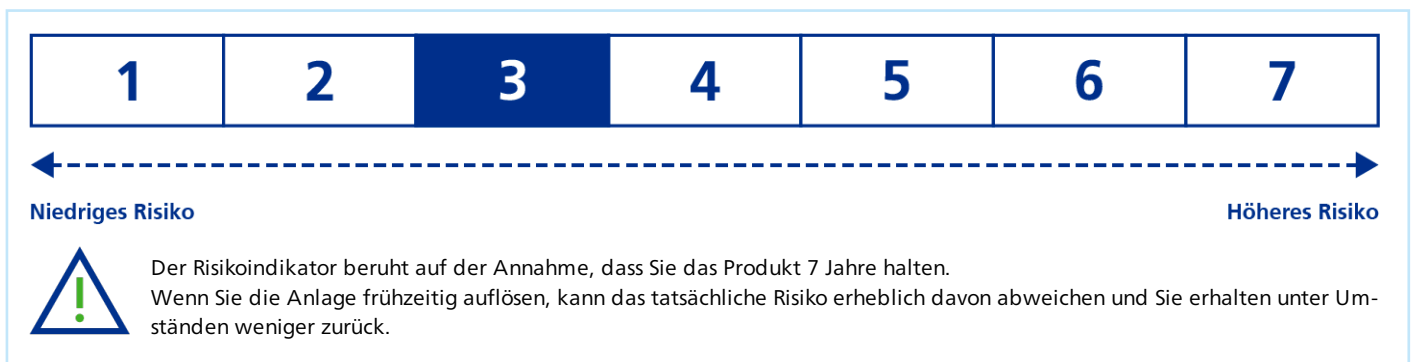 1 2 3 4 5 6 7
Niedriges Risiko Höheres Risiko
Der Risikoindikator beruht auf der Annahme, dass Sie das Produkt 7 Jahre halten.
Wenn Sie die Anlage frühzeitig auflösen, kann das tatsächliche Risiko erheblich davon abweichen und Sie erhalten unter Um-
ständen weniger zurück.